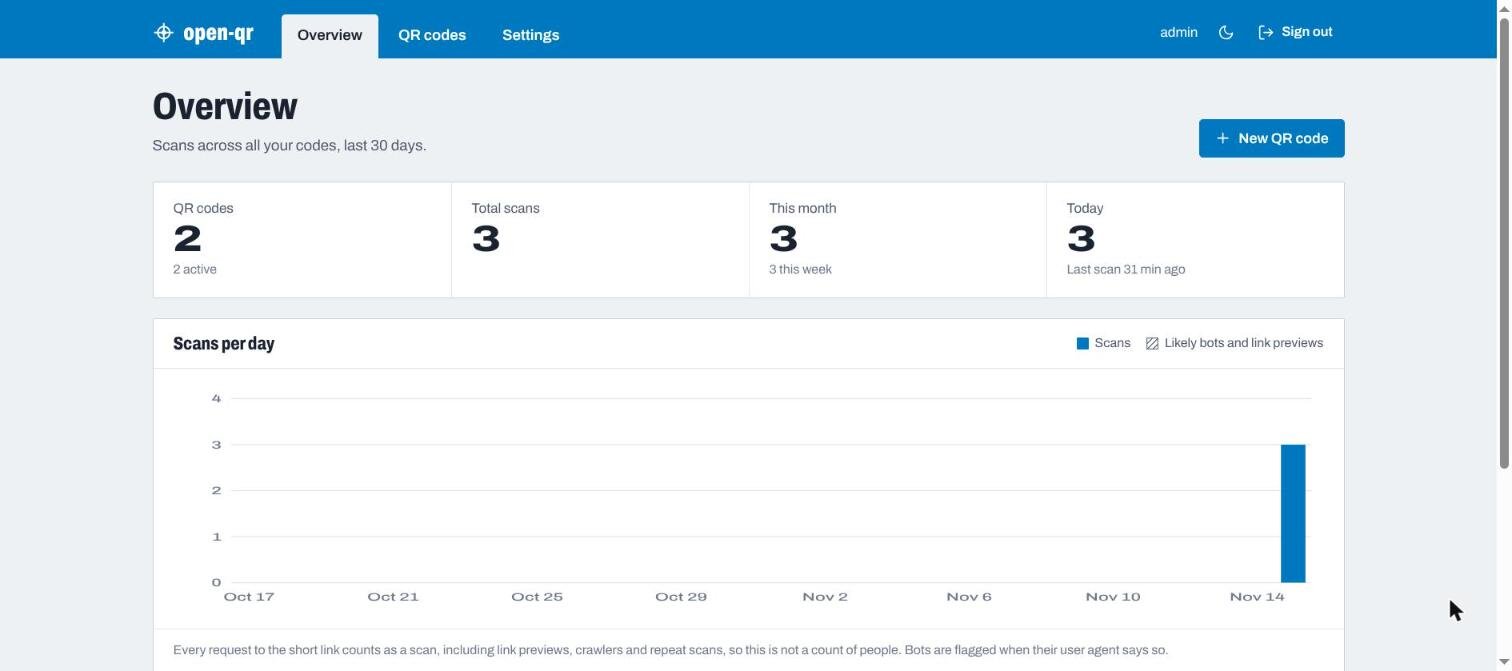 open-qr Overview QR codes Settings admin Sign out
Overview
Scans across all your codes, last 30 days.
New QR code
QR codes Total scans This month Today
2 3 3 3
2 active 3 this week Last scan 31 min ago
Scans per day Scans Likely bots and link previews
4
3
2
1
0
Oct 17 Oct 21 Oct 25 Oct 29 Nov 2 Nov 6 Nov 10 Nov 14
Every request to the short link counts as a scan, including link previews, crawlers and repeat scans, so this is not a count of people. Bots are flagged when their user agent says so.